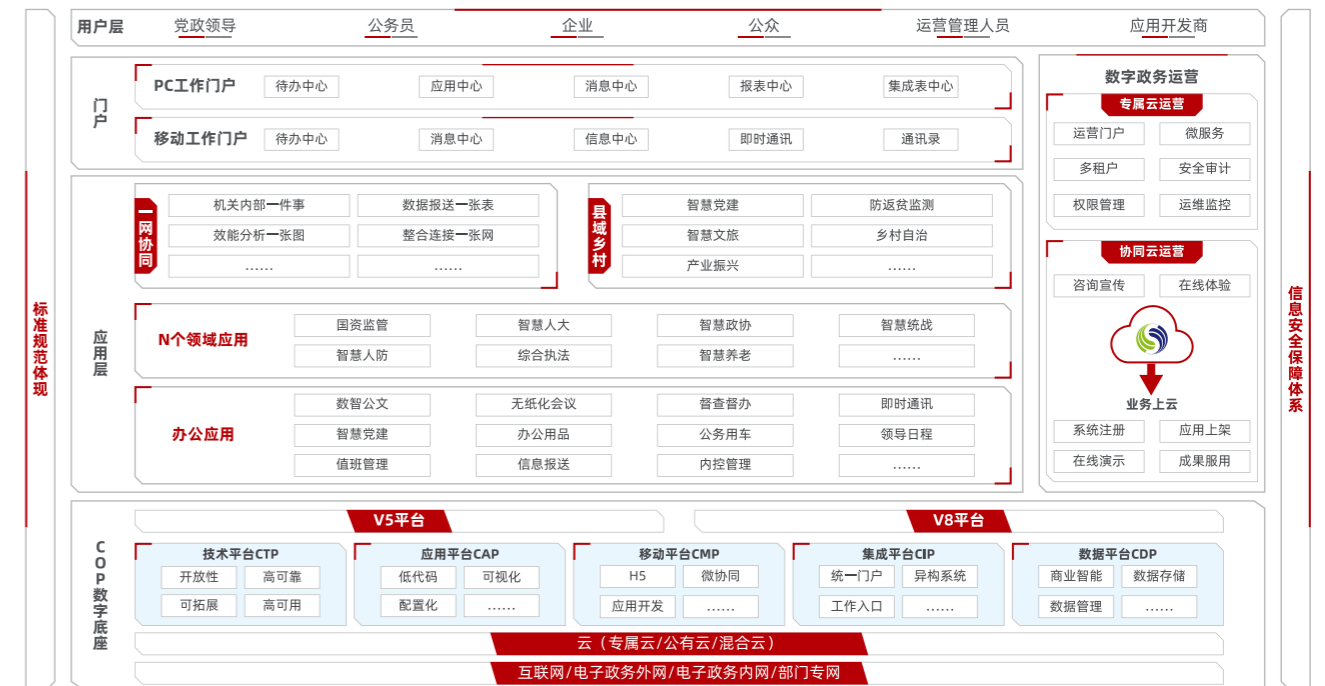 用户层 党政领导 公务员 企业 公众 运营管理人员 应用开发商
标准规范体现
门户
PC工作门户 待办中心 应用中心 消息中心 报表中心 集成表中心
移动工作门户 待办中心 消息中心 信息中心 即时通讯 通讯录
应用层
一网协同
机关内部一件事 数据报送一张表
效能分析一张图 整合连接一张网
...... ......
县域乡村
智慧党建 防返贫监测
智慧文旅 乡村自治
产业振兴 ......
N个领域应用
国资监管 智慧人大 智慧政协 智慧统战
智慧人防 综合执法 智慧养老 ......
办公应用
数智公文 无纸化会议 督查督办 即时通讯
智慧党建 办公用品 公务用车 领导日程
值班管理 信息报送 内控管理 ......
数字政务运营
专属云运营
运营门户 微服务
多租户 安全审计
权限管理 运维监控
协同云运营
咨询宣传 在线体验
业务上云
系统注册 应用上架
在线演示 成果服用
COP数字底座
V5平台 V8平台
技术平台CTP
开放性 高可靠
可拓展 高可用
应用平台CAP
低代码 可视化
配置化 ......
移动平台CMP
H5 微协同
应用开发 ......
集成平台CIP
统一门户 异构系统
工作入口 ......
数据平台CDP
商业智能 数据存储
数据管理 ......
云（专属云/公有云/混合云）
互联网/电子政务外网/电子政务内网/部门专网
信息安全保障体系